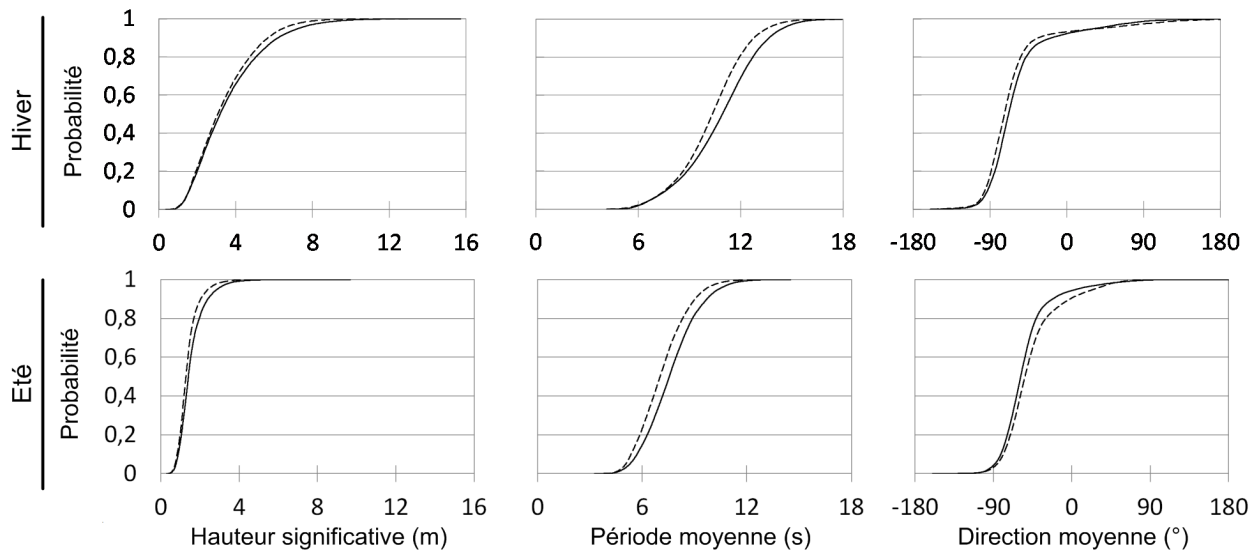 Hiver
Probabilité
1
0,8
0,6
0,4
0,2
0
0 4 8 12 16
0 6 12 18
-180 -90 0 90 180
Eté
Probabilité
1
0,8
0,6
0,4
0,2
0
0 4 8 12 16
0 6 12 18
-180 -90 0 90 180
Hauteur significative (m)
Période moyenne (s)
Direction moyenne (°)